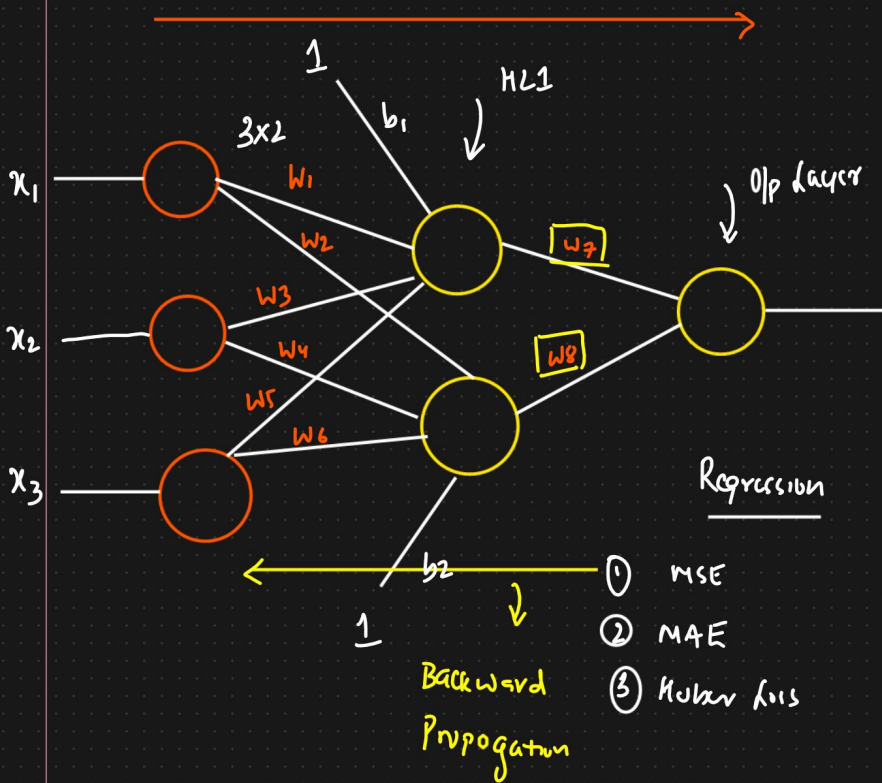 1
HL1
b1
3x2
x1
W1
O/p Layer
W2
W7
W3
x2
W4
W8
W5
W6
x3
Regression
b2
① MSE
1
② MAE
Backward
③ Huber Loss
Propogation